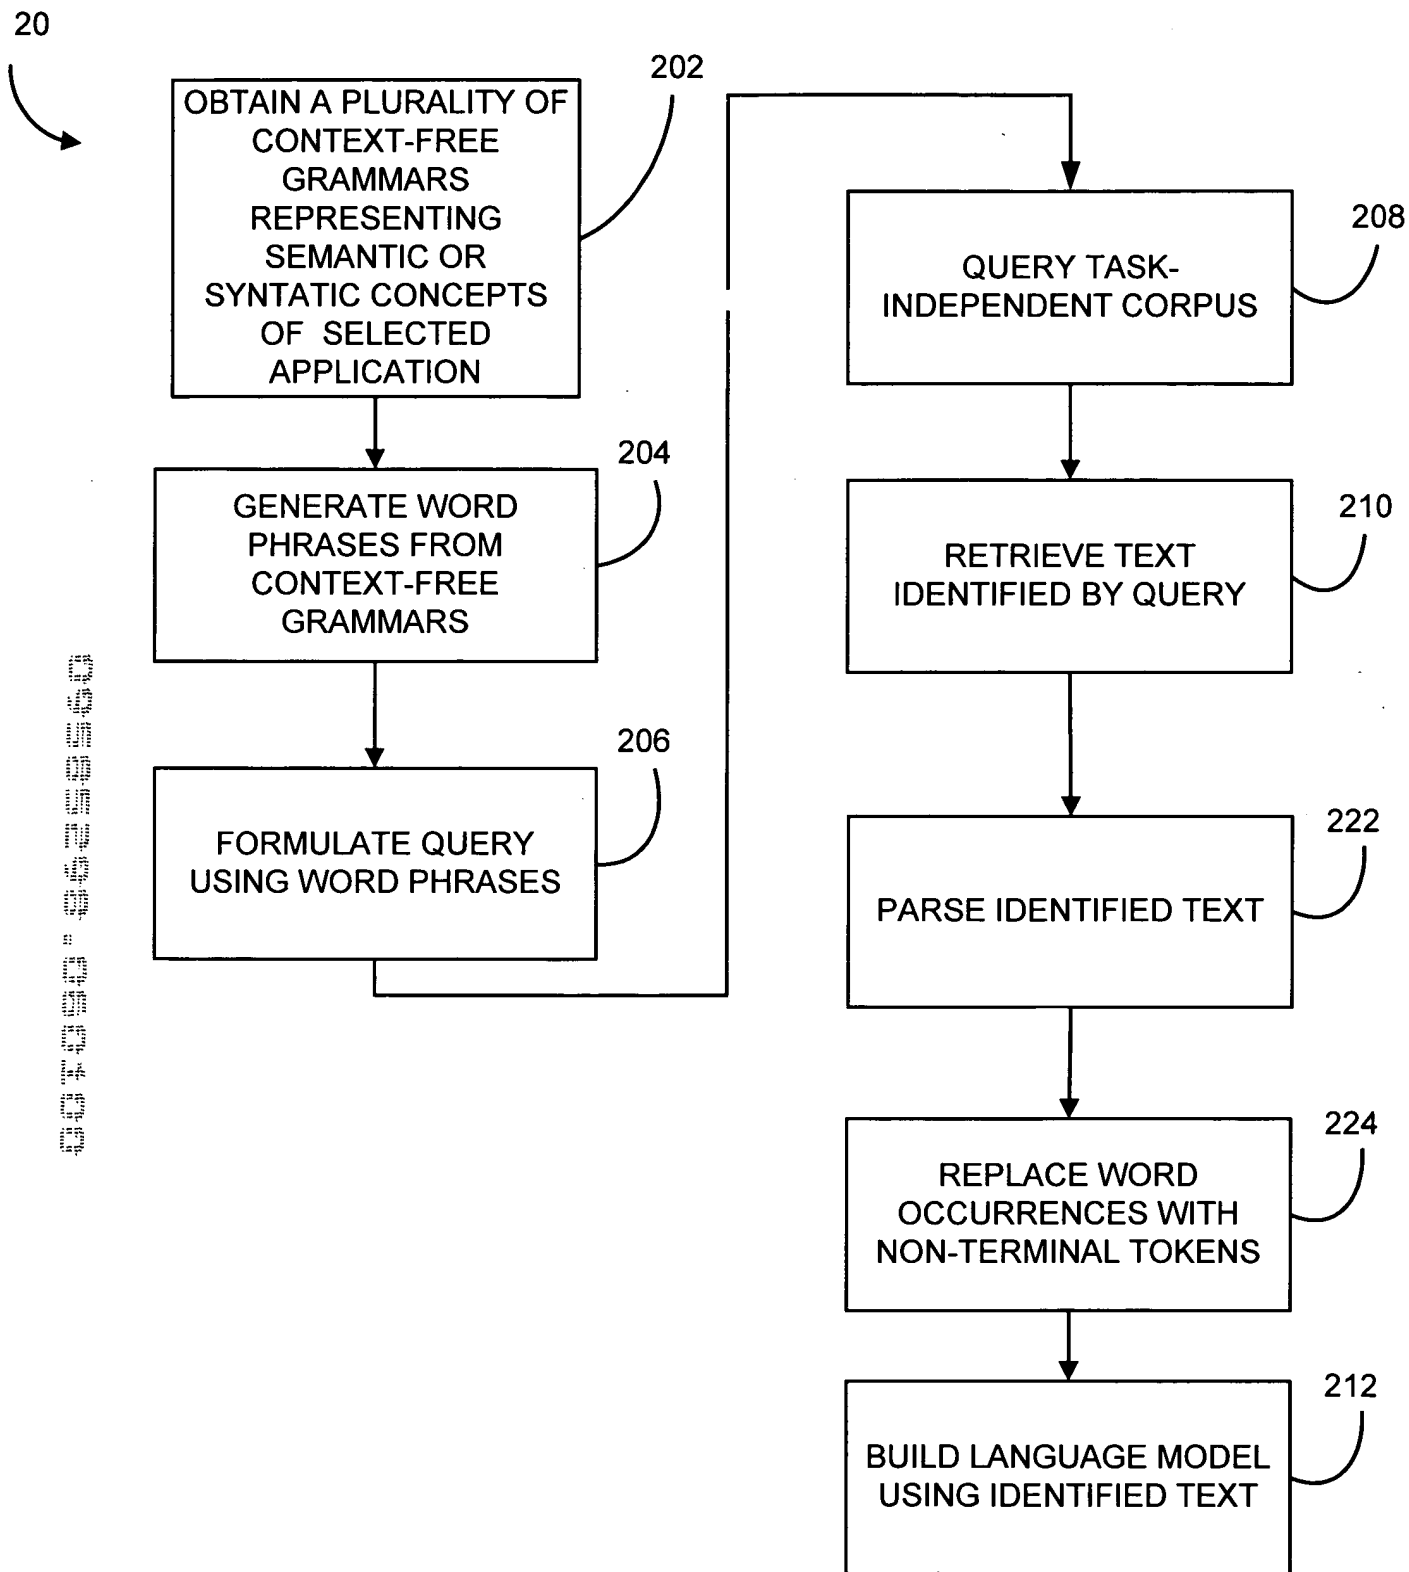 20
202
OBTAIN A PLURALITY OF
CONTEXT-FREE
GRAMMARS
REPRESENTING
SEMANTIC OR
SYNTATIC CONCEPTS
OF SELECTED
APPLICATION
204
GENERATE WORD
PHRASES FROM
CONTEXT-FREE
GRAMMARS
206
FORMULATE QUERY
USING WORD PHRASES
208
QUERY TASK-
INDEPENDENT CORPUS
210
RETRIEVE TEXT
IDENTIFIED BY QUERY
222
PARSE IDENTIFIED TEXT
224
REPLACE WORD
OCCURRENCES WITH
NON-TERMINAL TOKENS
212
BUILD LANGUAGE MODEL
USING IDENTIFIED TEXT